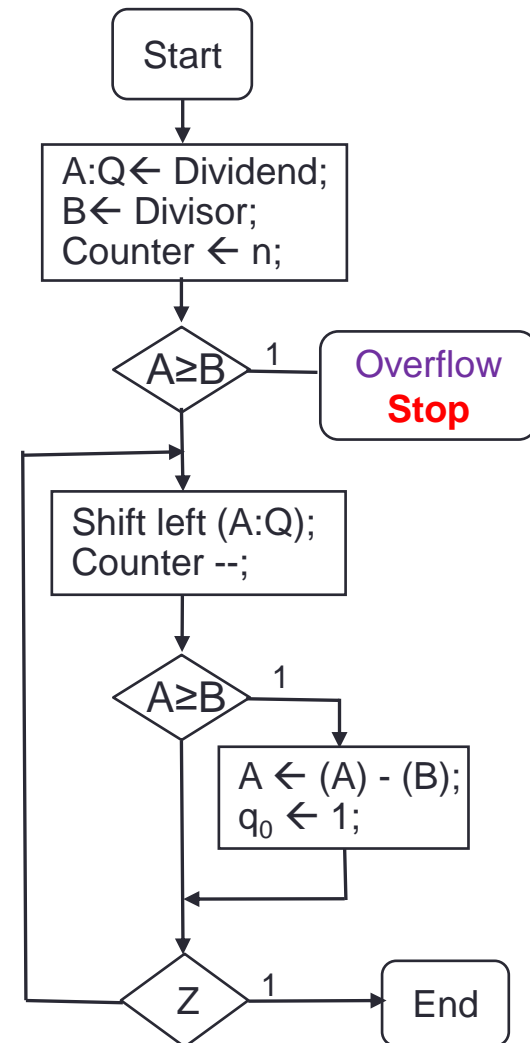 Start
A:Q← Dividend;
B← Divisor;
Counter ← n;
A≥B
1
Overflow
Stop
Shift left (A:Q);
Counter --;
A≥B
1
A ← (A) - (B);
q₀ ← 1;
Z
1
End